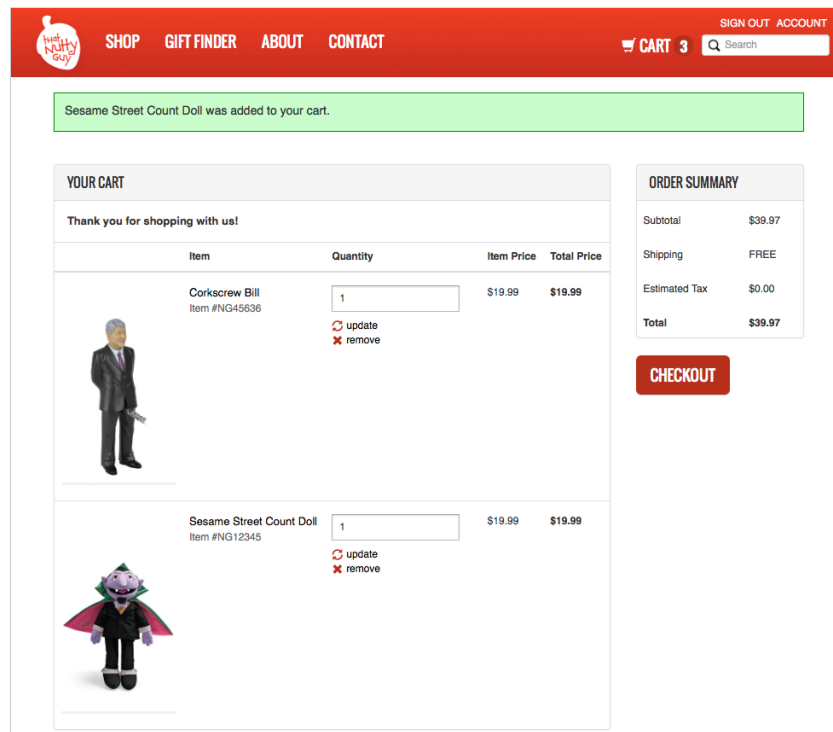 that
Nutty
Guy
SHOP GIFT FINDER ABOUT CONTACT
SIGN OUT ACCOUNT
CART 3 Search
Sesame Street Count Doll was added to your cart.
YOUR CART
Thank you for shopping with us!
Item Quantity Item Price Total Price
Corkscrew Bill 1 $19.99 $19.99
Item #NG45636
update
remove
Sesame Street Count Doll 1 $19.99 $19.99
Item #NG12345
update
remove
ORDER SUMMARY
Subtotal $39.97
Shipping FREE
Estimated Tax $0.00
Total $39.97
CHECKOUT